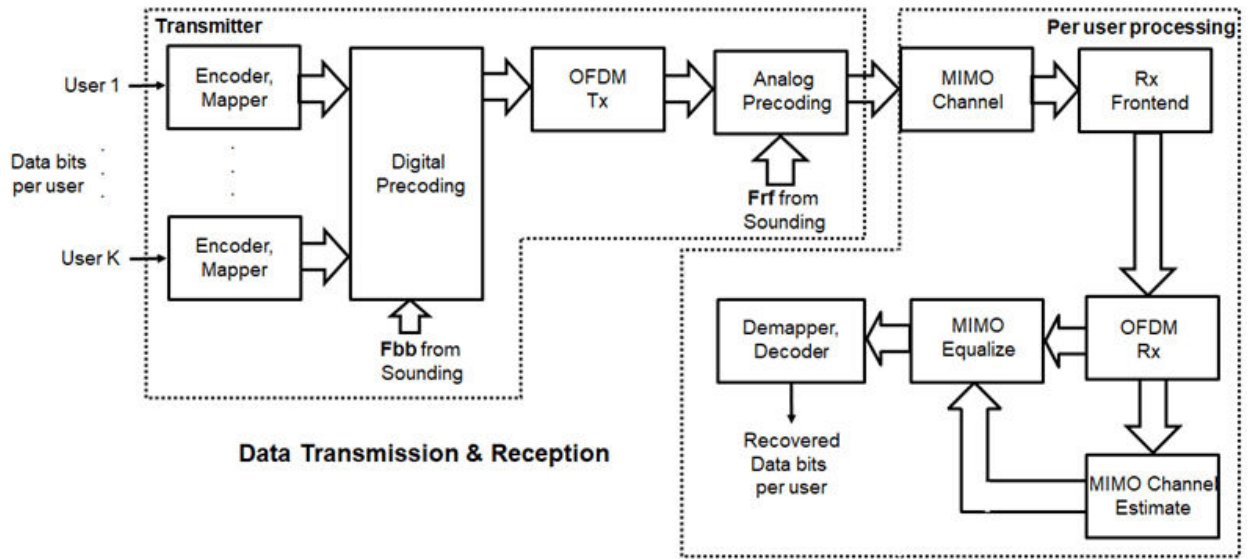 Transmitter
Per user processing
User 1
Encoder,
Mapper
Data bits
per user
User K
Encoder,
Mapper
Digital
Precoding
Fbb from
Sounding
OFDM
Tx
Analog
Precoding
Frf from
Sounding
MIMO
Channel
Rx
Frontend
OFDM
Rx
MIMO
Equalize
Demapper,
Decoder
MIMO Channel
Estimate
Recovered
Data bits
per user
Data Transmission & Reception